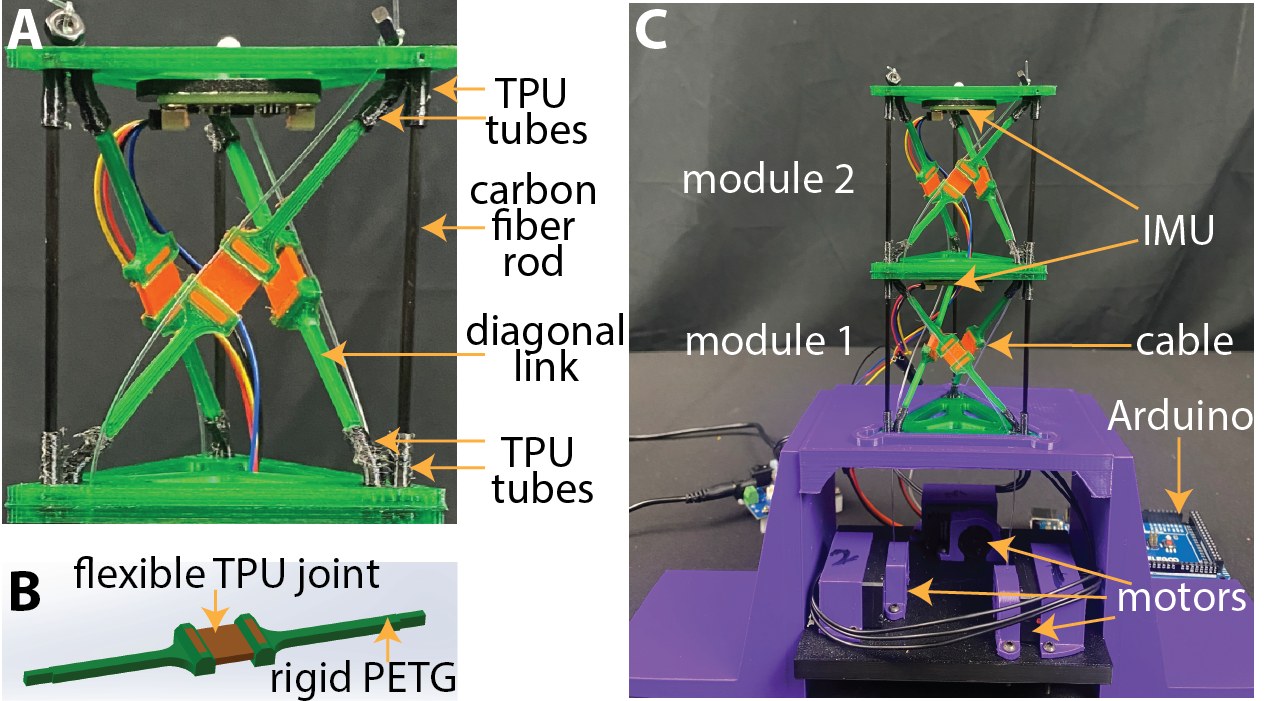 A
TPU
tubes
carbon
fiber
rod
diagonal
link
TPU
tubes
B
flexible TPU joint
rigid PETG
C
module 2
IMU
module 1
cable
Arduino
motors